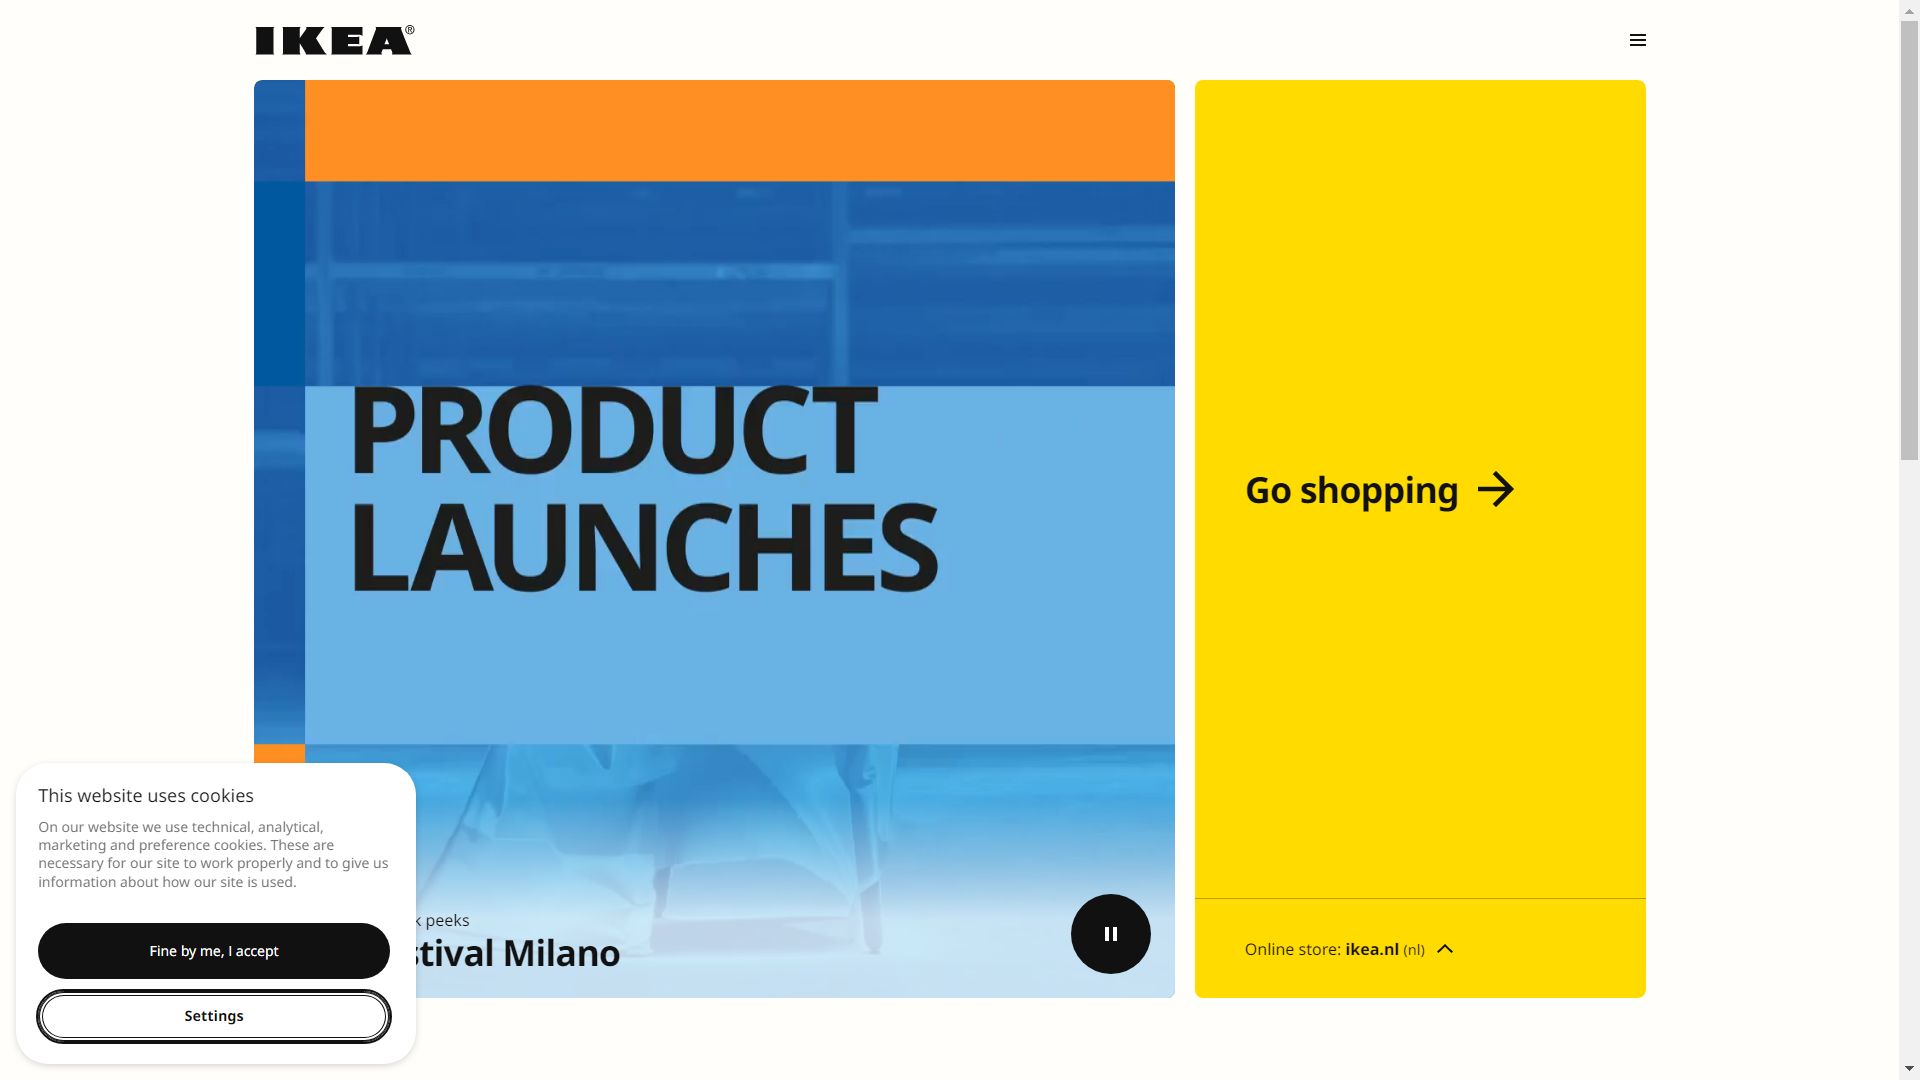 IKEA®
PRODUCT
LAUNCHES
Go shopping
peeks
Milano
Online store: ikea.nl (nl)
This website uses cookies
On our website we use technical, analytical,
marketing and preference cookies. These are
necessary for our site to work properly and to give us
information about how our site is used.
Fine by me, I accept
Settings